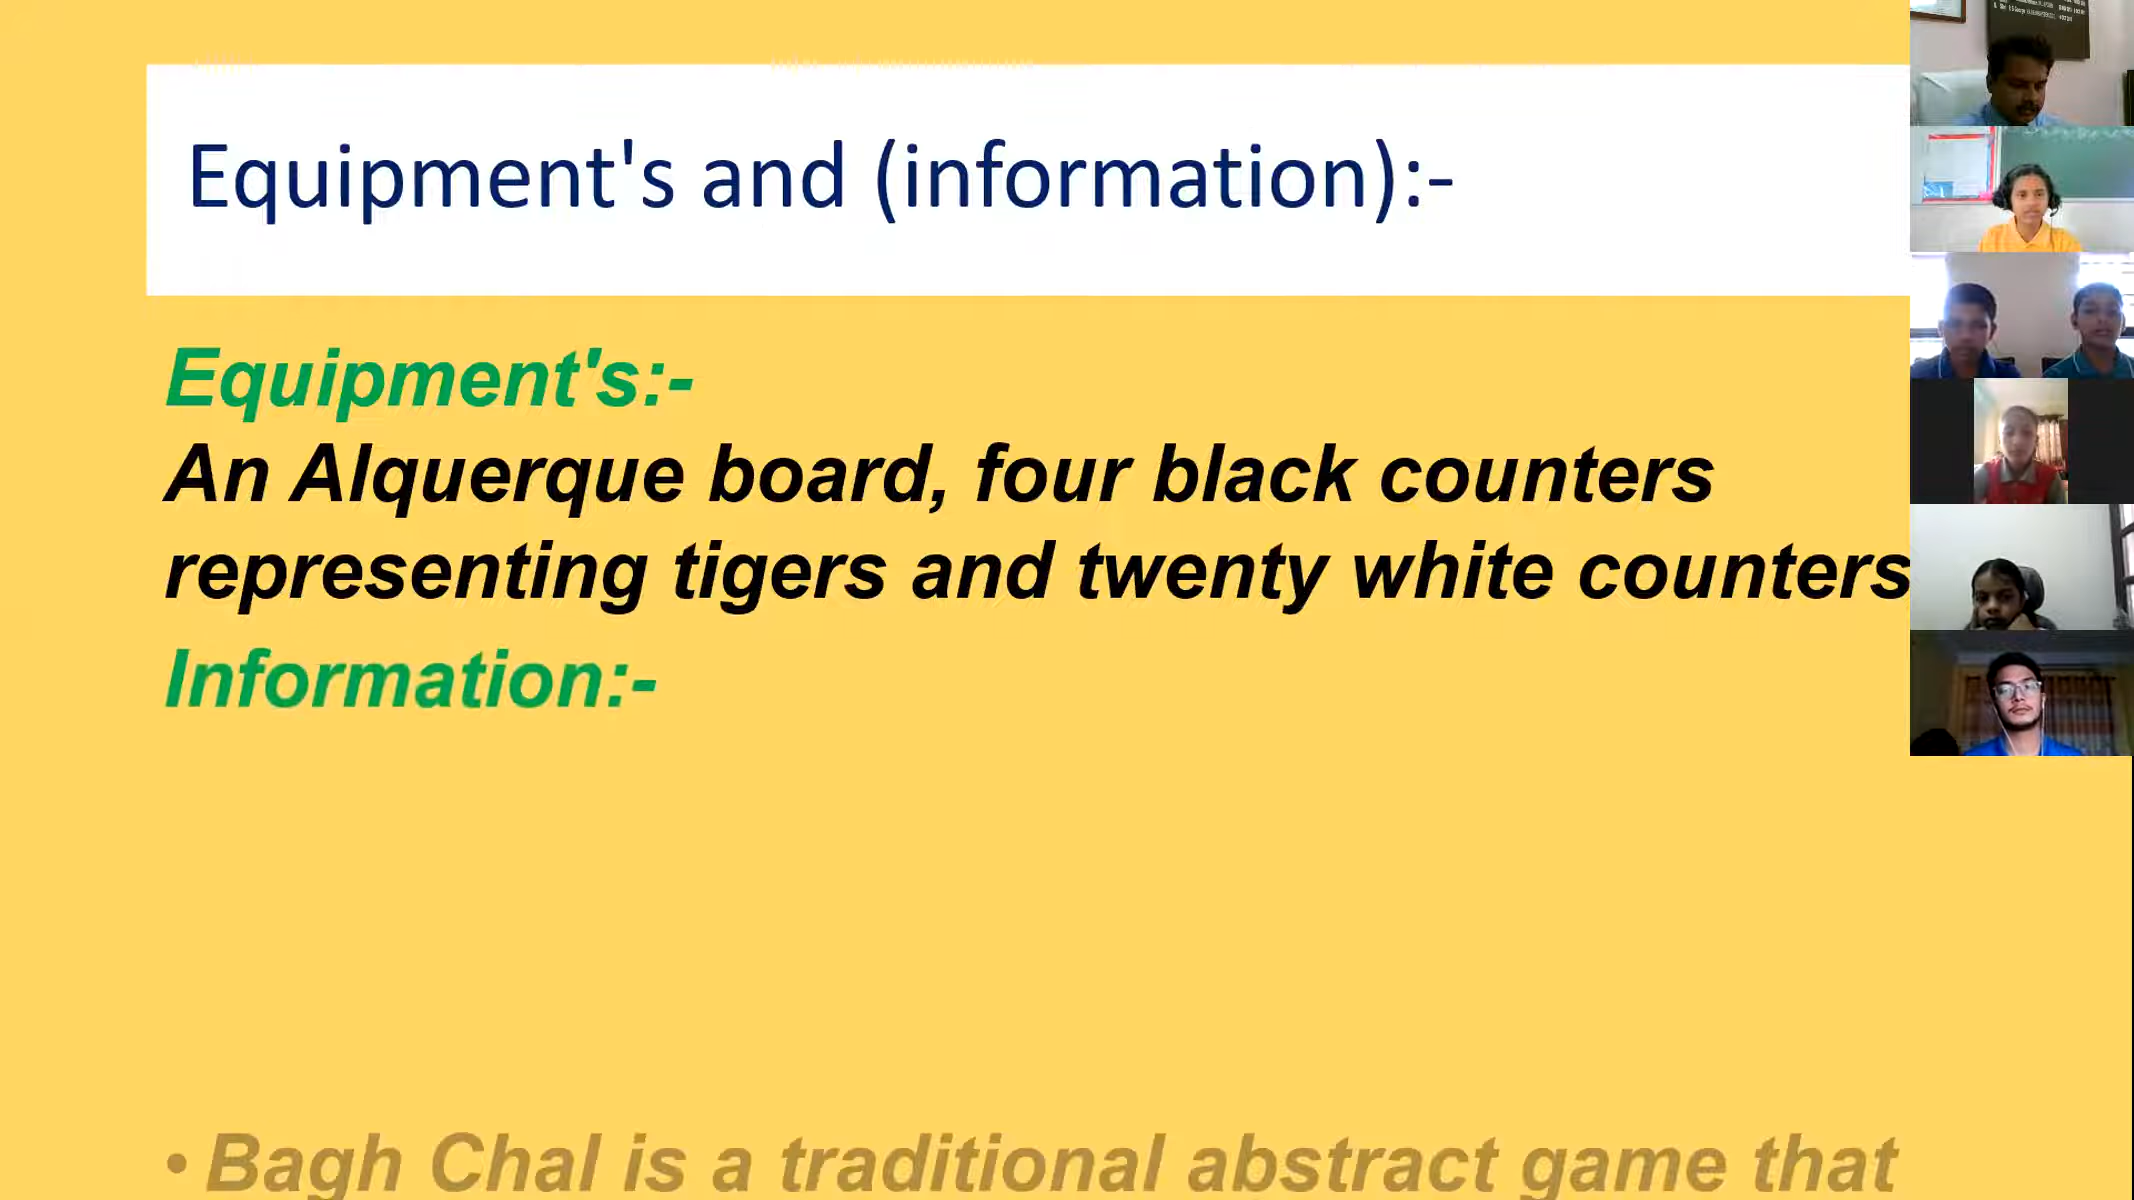 Equipment's and (information):-
Equipment's:-
An Alquerque board, four black counters
representing tigers and twenty white counters
Information:-
• Bagh Chal is a traditional abstract game that